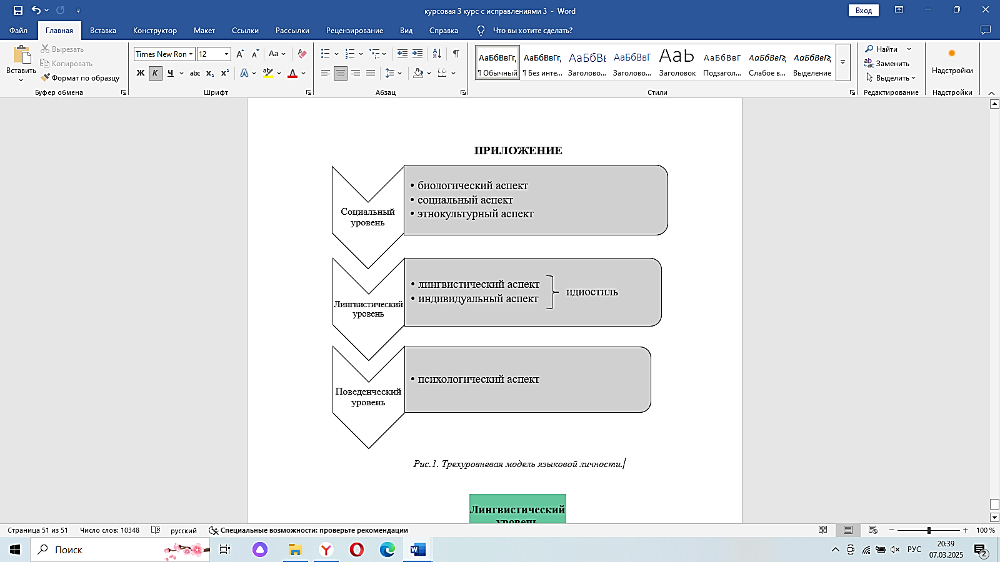 курсовая 3 курс с исправлениями 3 - Word
Вход
Файл Главная Вставка Конструктор Макет Ссылки Рассылки Рецензирование Вид Справка Что вы хотите сделать?
Вставить
Вырезать
Копировать
Формат по образцу
Буфер обмена
Times New Ron 12
Aa
Ж К Ч abc x₂ x²
Шрифт
Абзац
АаБбВвГг, АаБбВвГг, АаБбВв АаБбВвГ АаЬ АаБбВвГ АаБбВвГг АаБбВвГг,
¶ Обычный ¶ Без инте... Заголово... Заголово... Заголовок Подзагол... Слабое в... Выделение
Стили
Найти
Заменить
Выделить
Редактирование
Надстройки
Надстройки
ПРИЛОЖЕНИЕ
Социальный
уровень
• биологический аспект
• социальный аспект
• этнокультурный аспект
Лингвистический
уровень
• лингвистический аспект
• индивидуальный аспект
идиостиль
Поведенческий
уровень
• психологический аспект
Рис.1. Трехуровневая модель языковой личности.
Лингвистический
уровень
Страница 51 из 51 Число слов: 10348 русский Специальные возможности: проверьте рекомендации 100 %
Поиск
РУС
20:39
07.03.2025
2